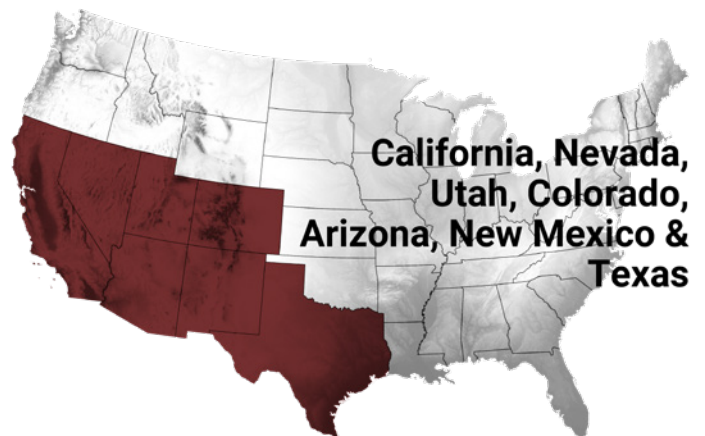 California, Nevada,
Utah, Colorado,
Arizona, New Mexico &
Texas